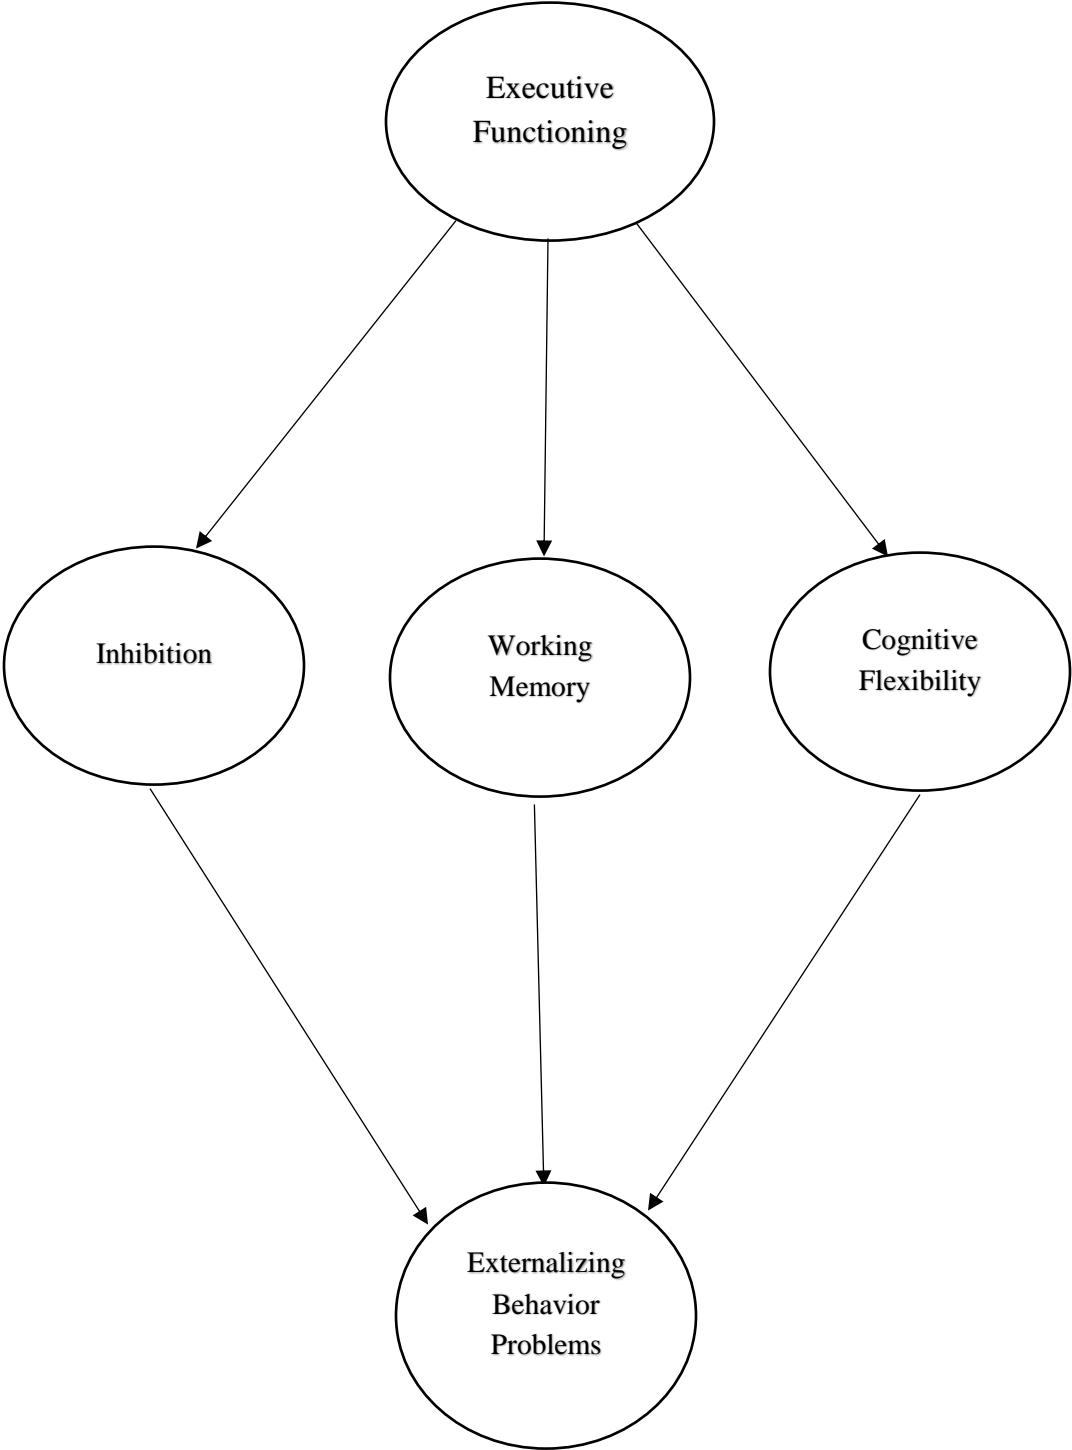 Executive
Functioning
Inhibition
Working
Memory
Cognitive
Flexibility
Externalizing
Behavior
Problems